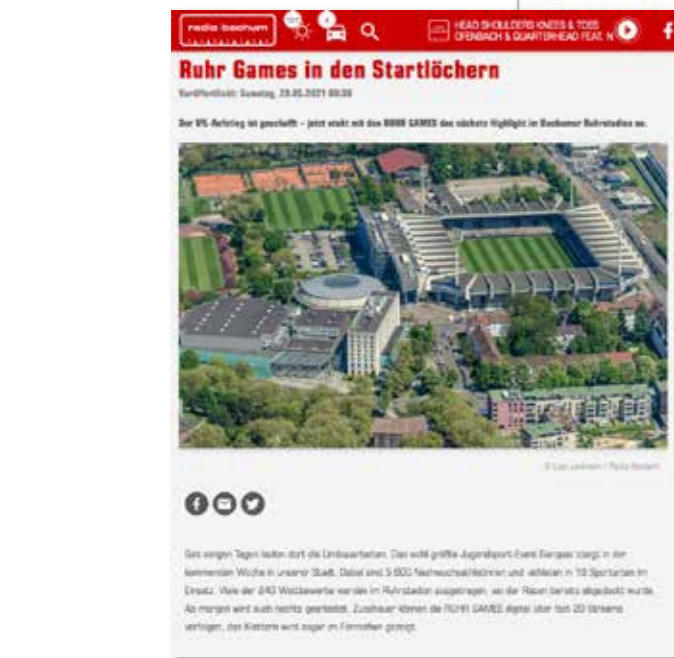 radio bochum
HEAD SHOULDERS KNEES & TOES
OFENBACH & QUARTERHEAD FEAT. N
Ruhr Games in den Startlöchern
Veröffentlicht: Samstag, 29.05.2021
Der VfL-Aufstieg ist geschafft – jetzt steht mit den RUHR GAMES das nächste Highlight im Bochumer Ruhrstadion an.
Seit einigen Tagen laufen dort die Umbauarbeiten. Das wohl größte Jugendsport-Event Europas steigt in der
kommenden Woche in unserer Stadt. Dabei sind 5 600 Nachwuchsathletinnen und -athleten in Sportarten im
Einsatz. Viele der 240 Wettbewerbe werden im Ruhrstadion ausgetragen, wo der Rasen bereits abgedeckt wurde.
Ab morgen wird auch nachts gearbeitet. Zuschauer können die RUHR GAMES digital über fast 20 Streams
verfolgen, das Klettern wird sogar im Fernsehen gezeigt.